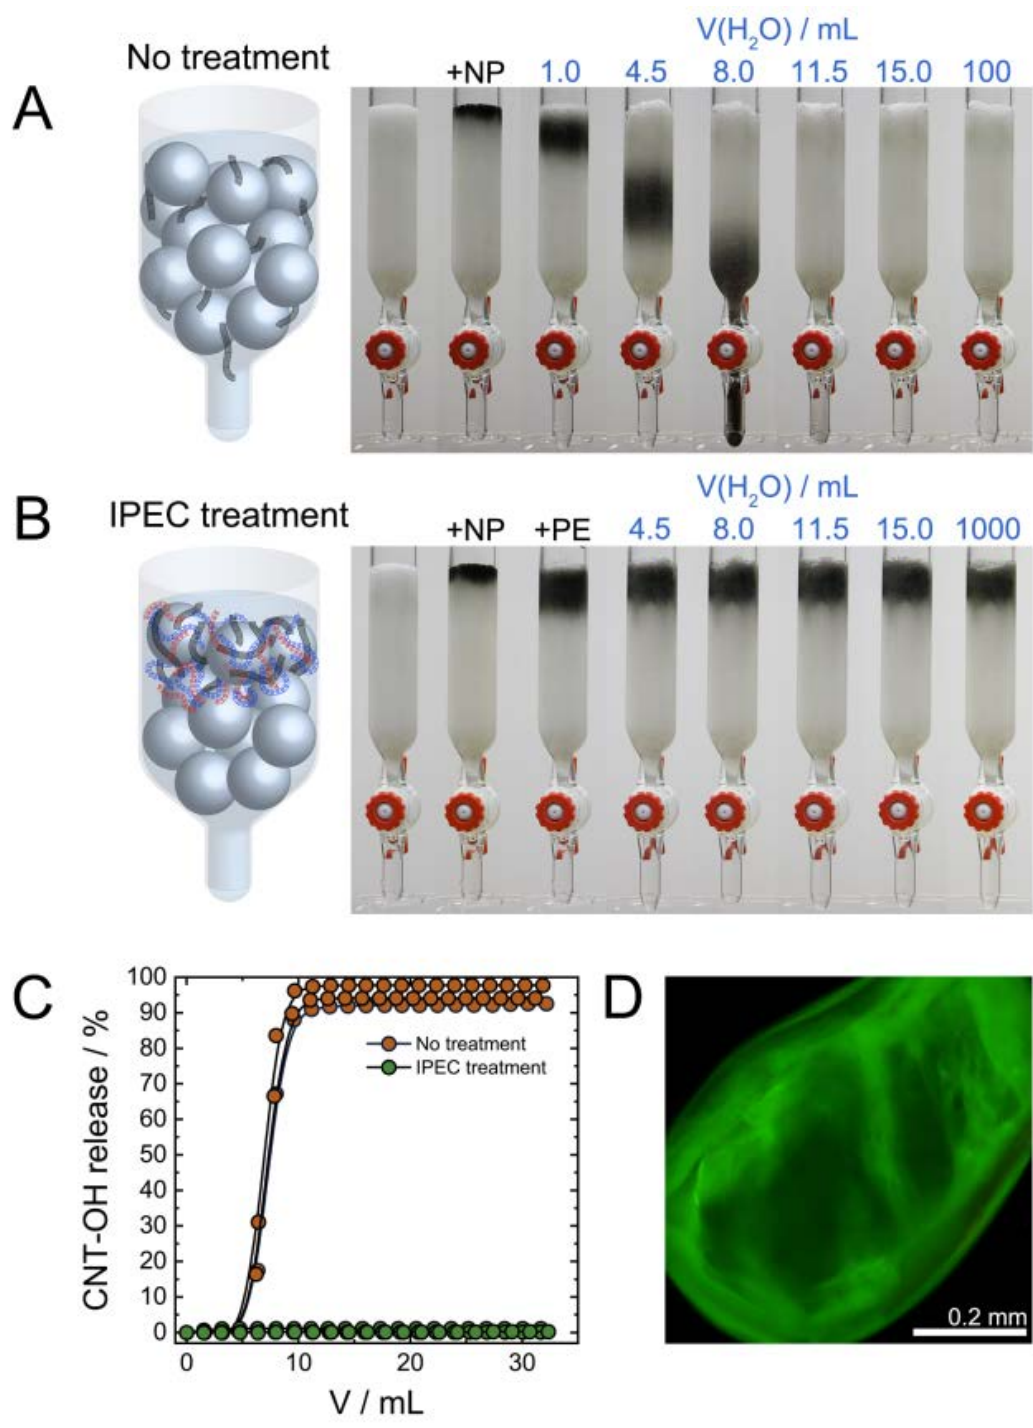 V(H₂O) / mL
No treatment
+NP 1.0 4.5 8.0 11.5 15.0 100
A
V(H₂O) / mL
B
IPEC treatment
+NP +PE 4.5 8.0 11.5 15.0 1000
C
D
100
90
80
70
60
50
40
30
20
10
0
CNT-OH release / %
No treatment
IPEC treatment
0 10 20 30
V / mL
0.2 mm